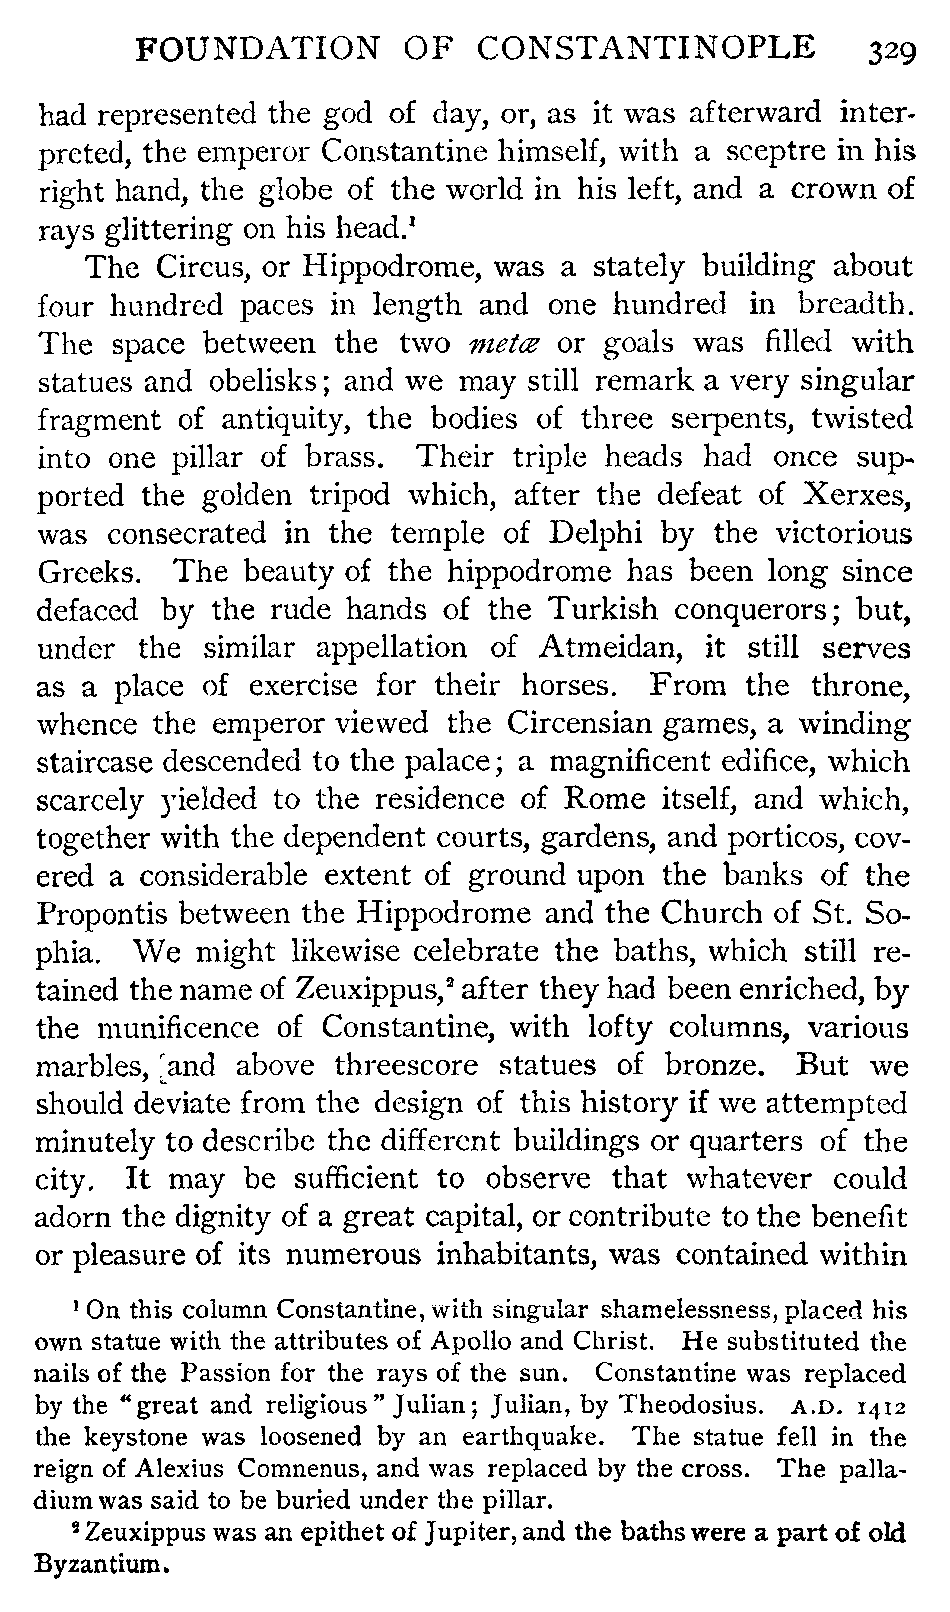 FOUNDATION OF CONSTANTINOPLE 329
had represented the god of day, or, as it was afterward inter-
preted, the emperor Constantine himself, with a sceptre in his
right hand, the globe of the world in his left, and a crown of
rays glittering on his head.¹
The Circus, or Hippodrome, was a stately building about
four hundred paces in length and one hundred in breadth.
The space between the two metæ or goals was filled with
statues and obelisks; and we may still remark a very singular
fragment of antiquity, the bodies of three serpents, twisted
into one pillar of brass. Their triple heads had once sup-
ported the golden tripod which, after the defeat of Xerxes,
was consecrated in the temple of Delphi by the victorious
Greeks. The beauty of the hippodrome has been long since
defaced by the rude hands of the Turkish conquerors; but,
under the similar appellation of Atmeidan, it still serves
as a place of exercise for their horses. From the throne,
whence the emperor viewed the Circensian games, a winding
staircase descended to the palace; a magnificent edifice, which
scarcely yielded to the residence of Rome itself, and which,
together with the dependent courts, gardens, and porticos, cov-
ered a considerable extent of ground upon the banks of the
Propontis between the Hippodrome and the Church of St. So-
phia. We might likewise celebrate the baths, which still re-
tained the name of Zeuxippus,² after they had been enriched, by
the munificence of Constantine, with lofty columns, various
marbles, and above threescore statues of bronze. But we
should deviate from the design of this history if we attempted
minutely to describe the different buildings or quarters of the
city. It may be sufficient to observe that whatever could
adorn the dignity of a great capital, or contribute to the benefit
or pleasure of its numerous inhabitants, was contained within
¹ On this column Constantine, with singular shamelessness, placed his
own statue with the attributes of Apollo and Christ. He substituted the
nails of the Passion for the rays of the sun. Constantine was replaced
by the "great and religious" Julian; Julian, by Theodosius. A.D. 1412
the keystone was loosened by an earthquake. The statue fell in the
reign of Alexius Comnenus, and was replaced by the cross. The palla-
dium was said to be buried under the pillar.
² Zeuxippus was an epithet of Jupiter, and the baths were a part of old
Byzantium.